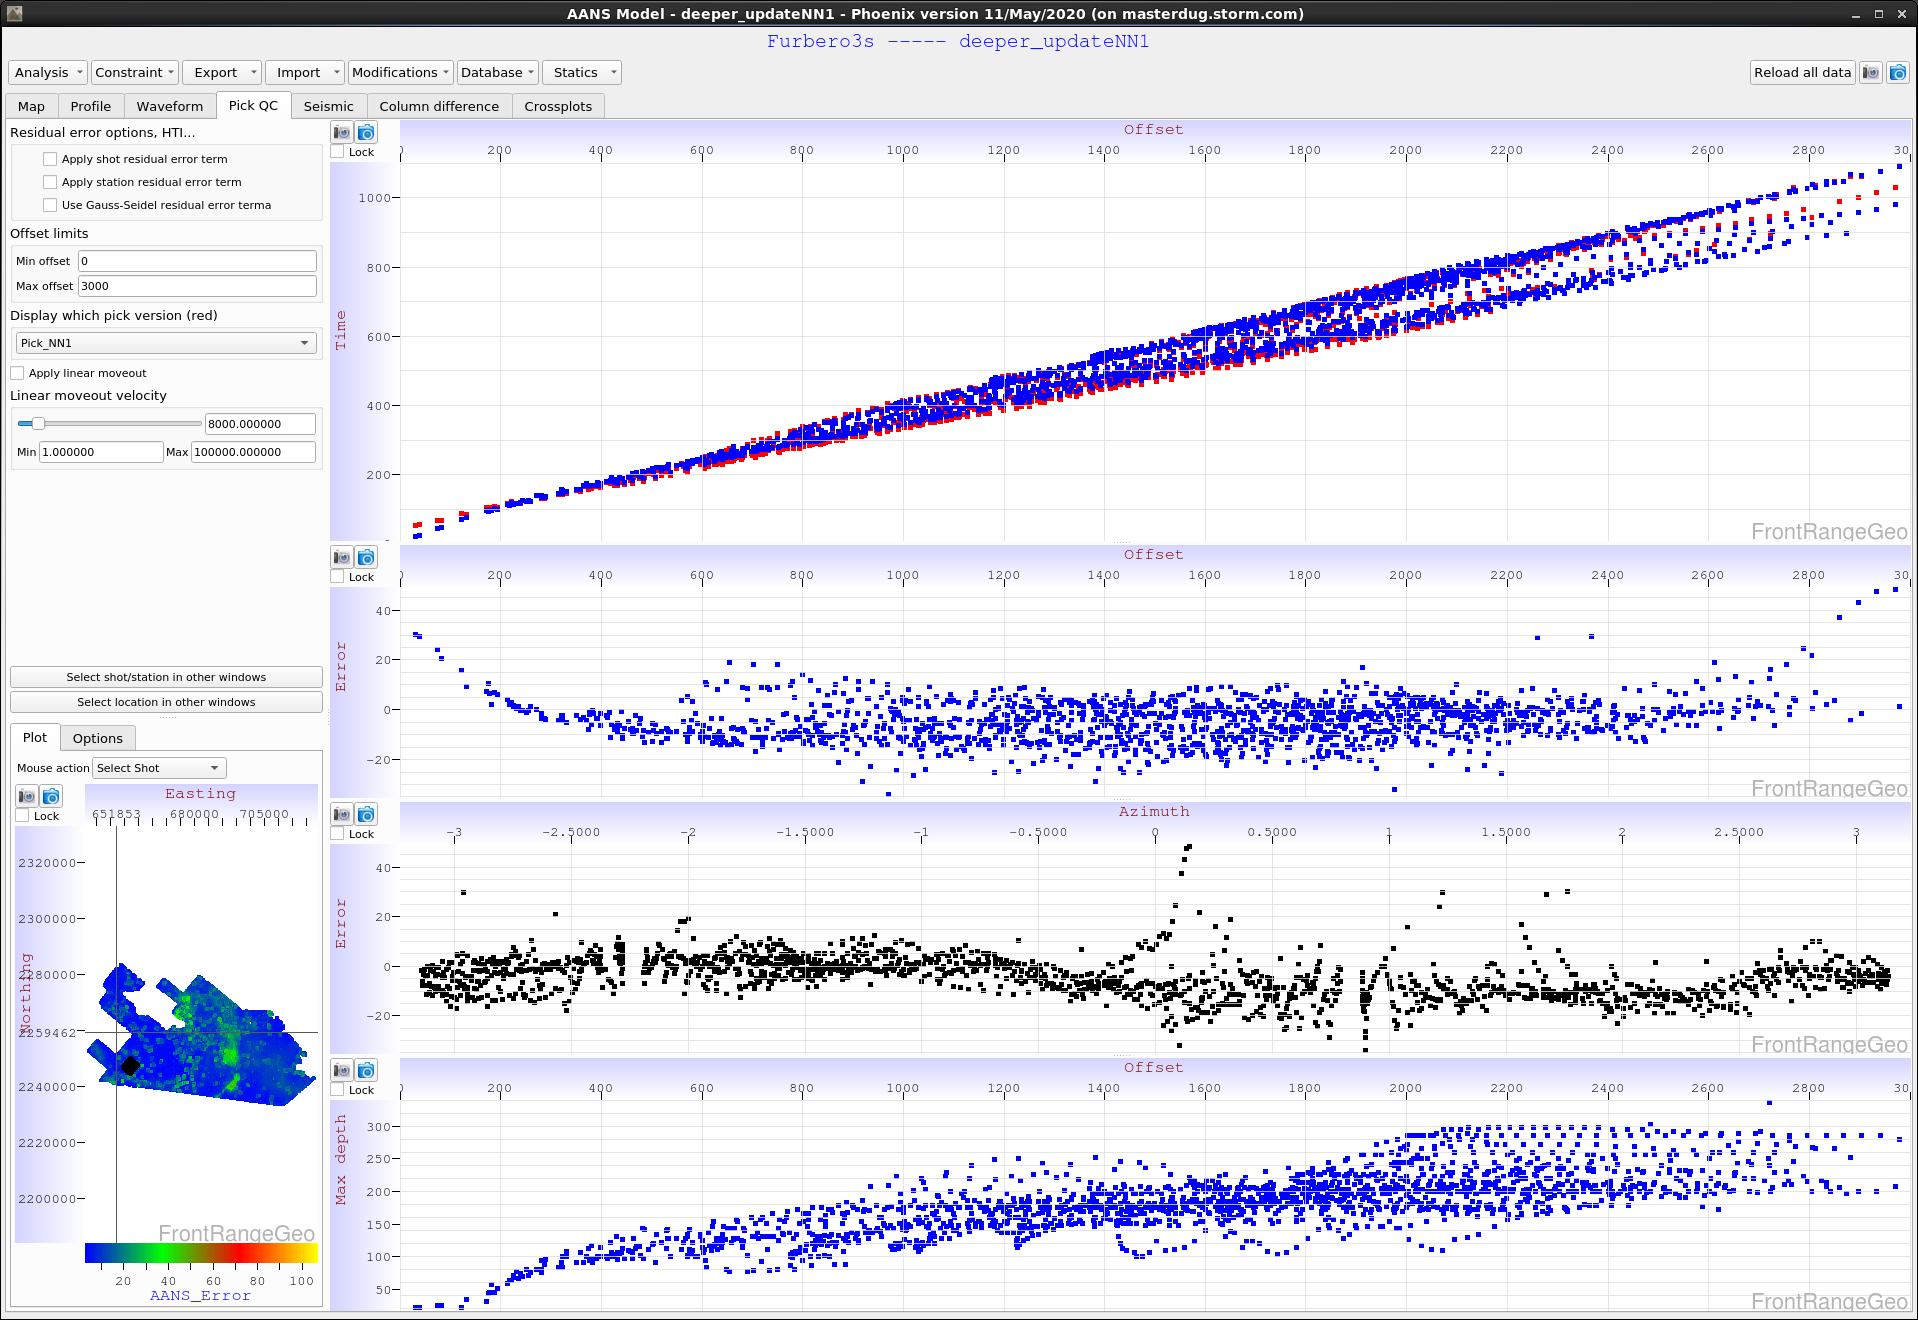 AANS Model - deeper_updateNN1 - Phoenix version 11/May/2020 (on masterdug.storm.com)
Furbero3s ----- deeper_updateNN1
Analysis Constraint Export Import Modifications Database Statics Reload all data
Map Profile Waveform Pick QC Seismic Column difference Crossplots
Residual error options, HTI...
Apply shot residual error term
Apply station residual error term
Use Gauss-Seidel residual error terma
Offset limits
Min offset 0
Max offset 3000
Display which pick version (red)
Pick_NN1
Apply linear moveout
Linear moveout velocity
8000.000000
Min 1.000000 Max 100000.000000
Select shot/station in other windows
Select location in other windows
Plot Options
Mouse action Select Shot
Lock
Easting
651853 680000 705000
Northing
2320000
2300000
2280000
2259462
2240000
2220000
2200000
FrontRangeGeo
20 40 60 80 100
AANS_Error
Lock
Offset
0 200 400 600 800 1000 1200 1400 1600 1800 2000 2200 2400 2600 2800 30
Time
1000
800
600
400
200
FrontRangeGeo
Lock
Offset
0 200 400 600 800 1000 1200 1400 1600 1800 2000 2200 2400 2600 2800 30
Error
40
20
0
-20
FrontRangeGeo
Lock
Azimuth
-3 -2.5000 -2 -1.5000 -1 -0.5000 0 0.5000 1 1.5000 2 2.5000 3
Error
40
20
0
-20
FrontRangeGeo
Lock
Offset
0 200 400 600 800 1000 1200 1400 1600 1800 2000 2200 2400 2600 2800 30
Max depth
300
250
200
150
100
50
FrontRangeGeo